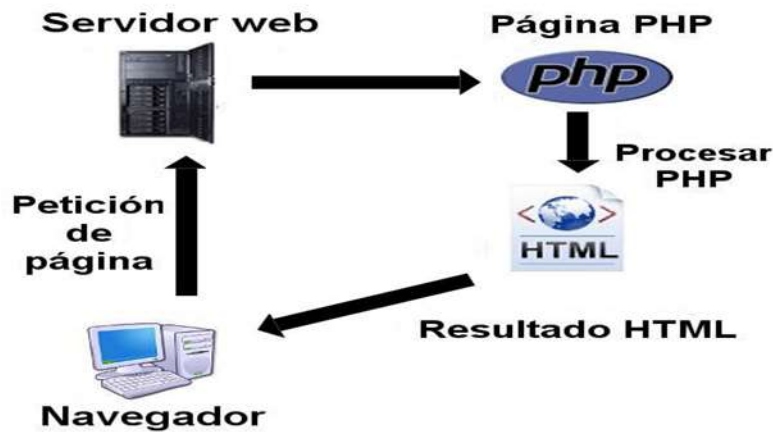 Servidor web
Página PHP
php
Procesar
PHP
Petición
de
página
HTML
Resultado HTML
Navegador